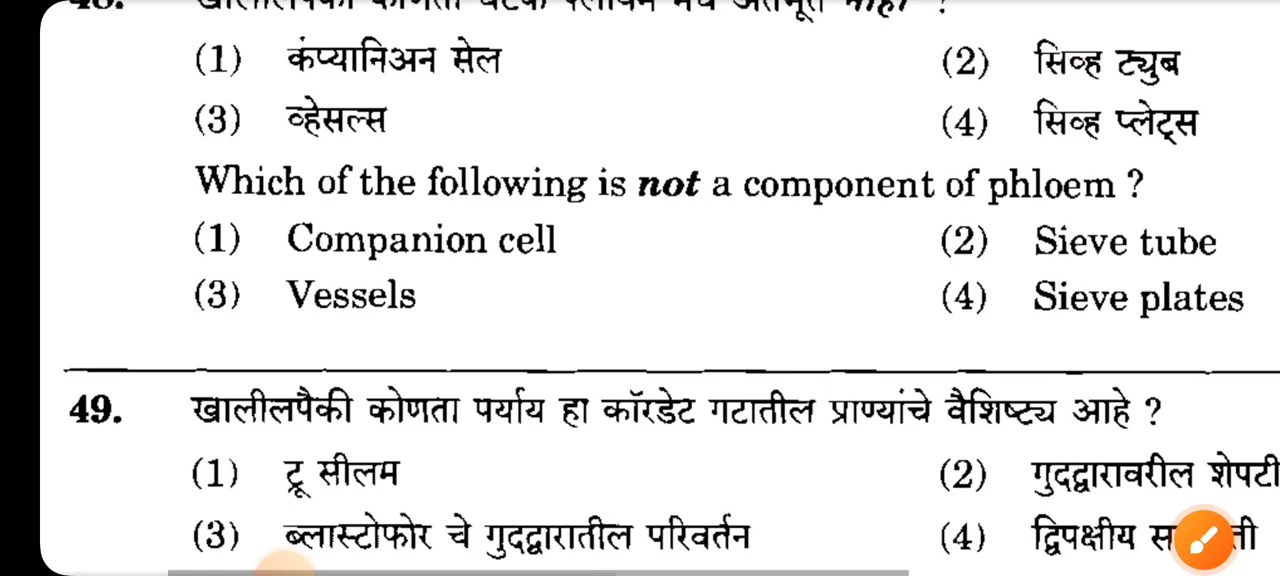 (1) कंप्यानिअन सेल (2) सिव्ह ट्युब
(3) व्हेसल्स (4) सिव्ह प्लेट्स
Which of the following is not a component of phloem ?
(1) Companion cell (2) Sieve tube
(3) Vessels (4) Sieve plates
49. खालीलपैकी कोणता पर्याय हा कॉरडेट गटातील प्राण्यांचे वैशिष्ट्य आहे ?
(1) ट्रू सीलम (2) गुदद्वारावरील शेपटी
(3) ब्लास्टोफोर चे गुदद्वारातील परिवर्तन (4) द्विपक्षीय